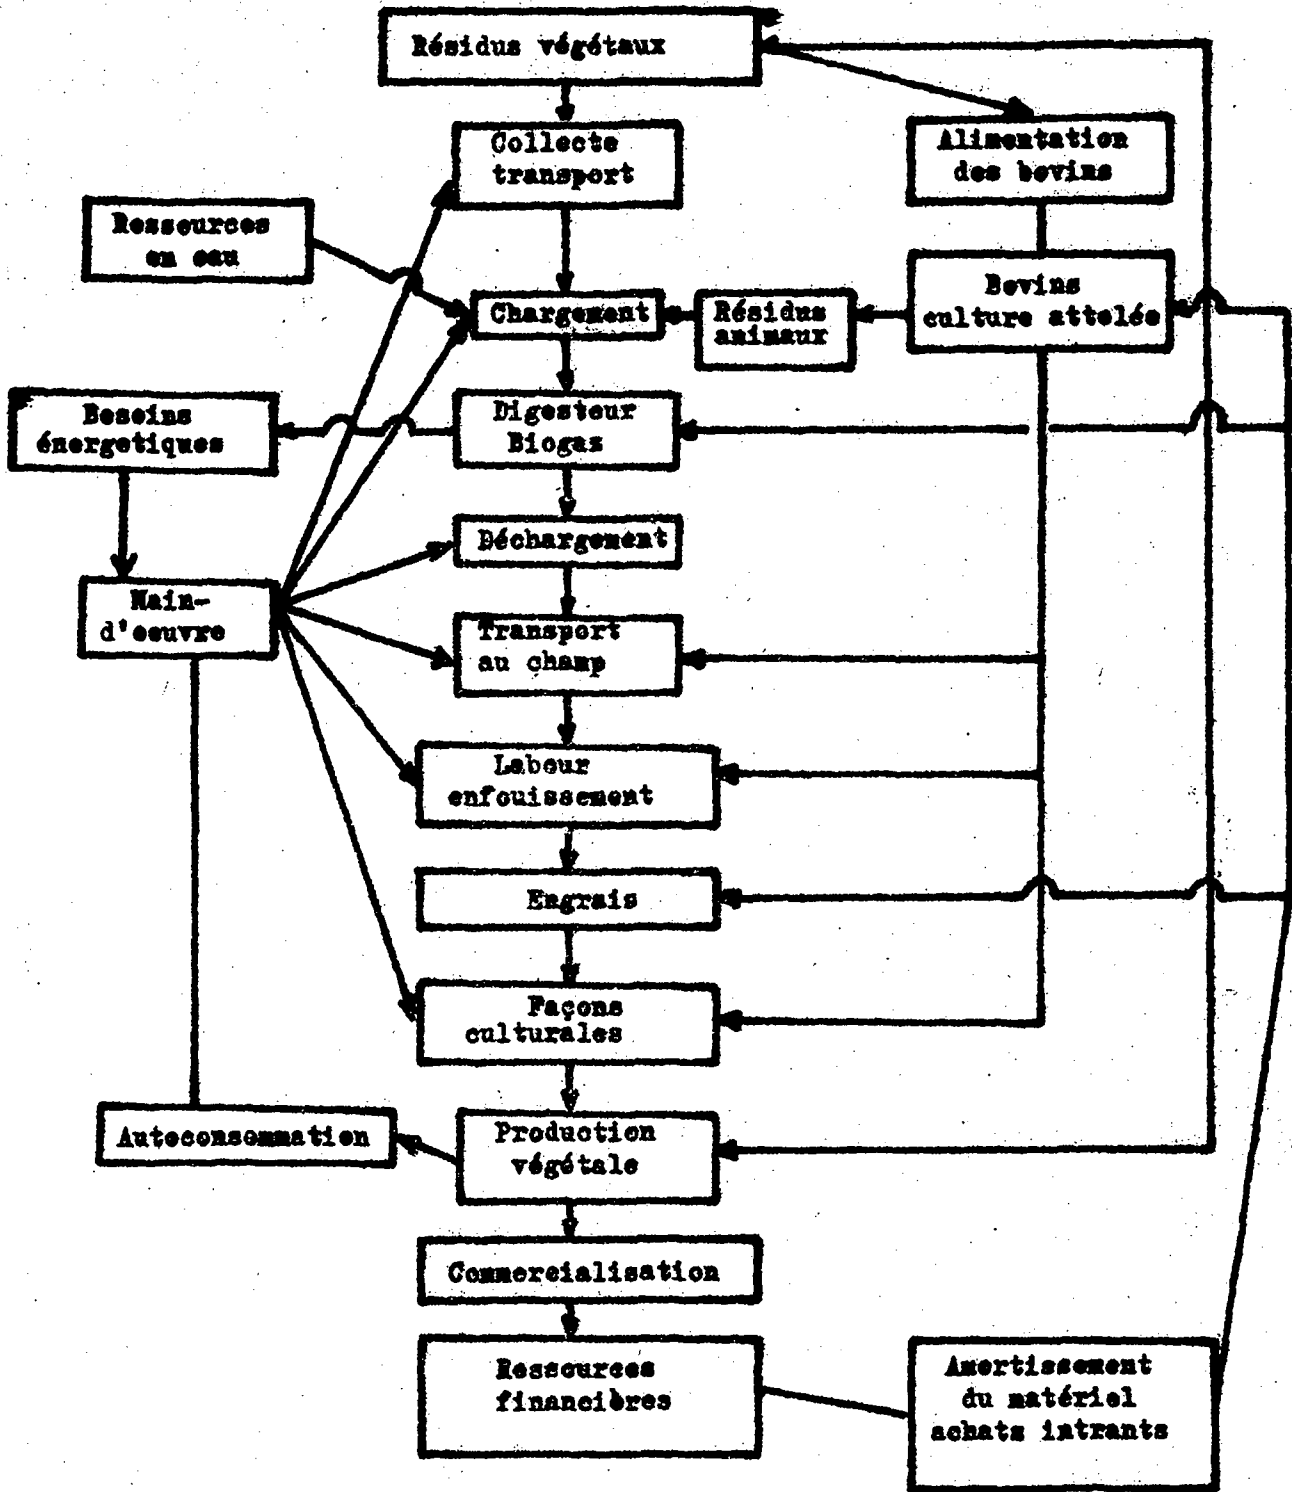 Résidus végétaux
Collecte
transport
Alimentation
des bovins
Ressources
en eau
Bovins
culture attelée
Chargement
Résidus
animaux
Besoins
énergetiques
Digesteur
Biogaz
Déchargement
Main-
d'oeuvre
Transport
au champ
Labour
enfouissement
Engrais
Façons
culturales
Autoconsommation
Production
végétale
Commercialisation
Ressources
financières
Amortissement
du matériel
achats intrants